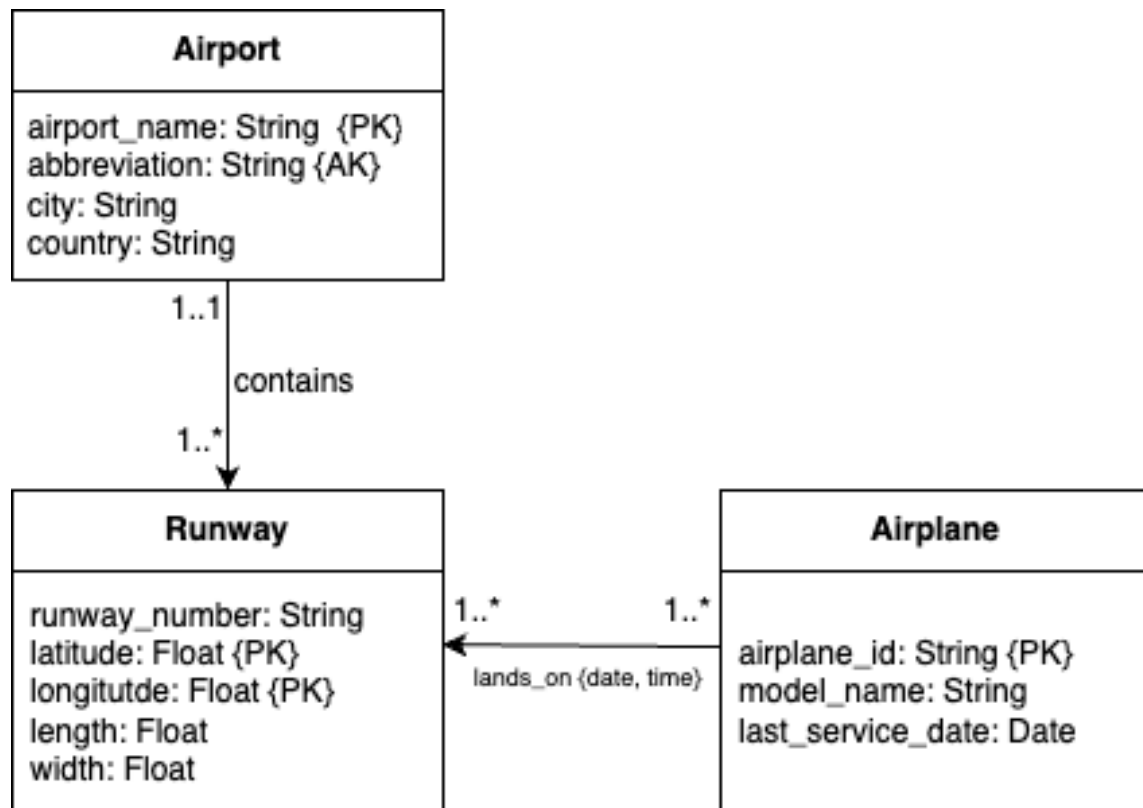 Airport
airport_name: String {PK}
abbreviation: String {AK}
city: String
country: String
1..1
contains
1..*
Runway
runway_number: String
latitude: Float {PK}
longitutde: Float {PK}
length: Float
width: Float
1..*
1..*
lands_on {date, time}
Airplane
airplane_id: String {PK}
model_name: String
last_service_date: Date